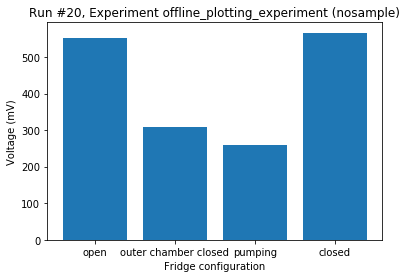 Run #20, Experiment offline_plotting_experiment (nosample)
Voltage (mV)
500
400
300
200
100
0
open
outer chamber closed
pumping
closed
Fridge configuration